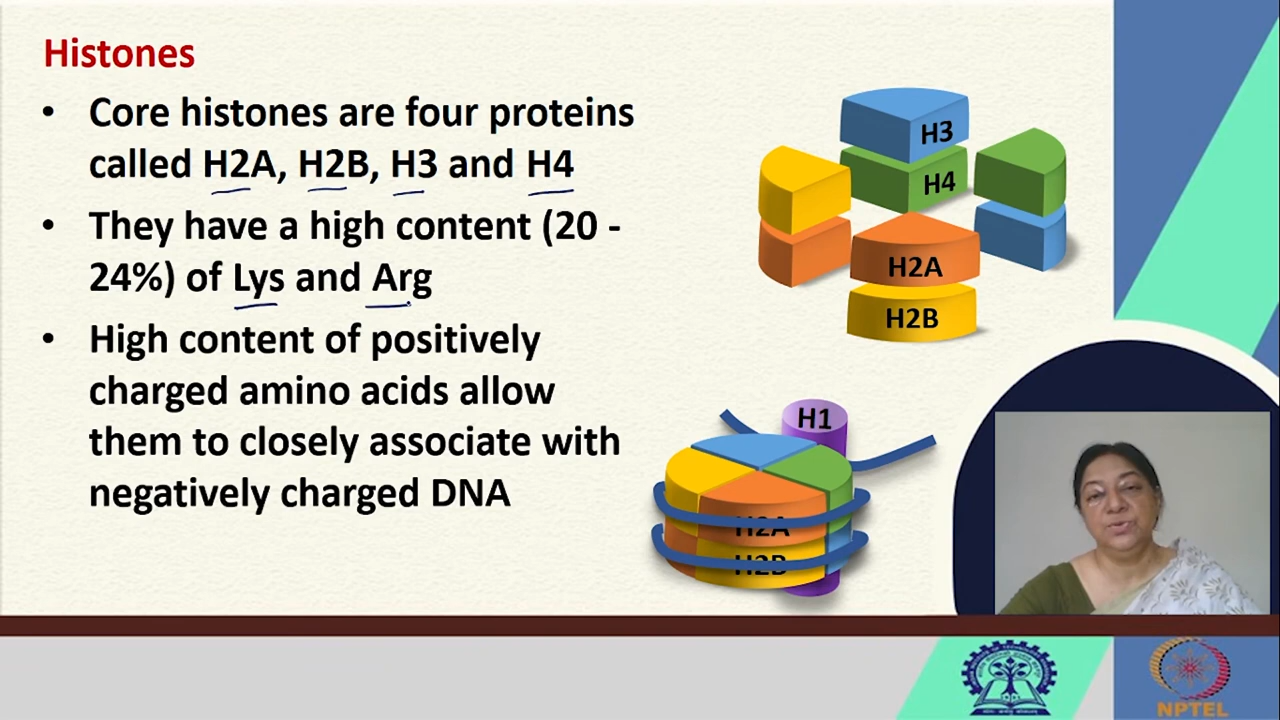 Histones
• Core histones are four proteins
called H2A, H2B, H3 and H4
• They have a high content (20 -
24%) of Lys and Arg
• High content of positively
charged amino acids allow
them to closely associate with
negatively charged DNA
H3
H4
H2A
H2B
H1
H2A
H2B
NPTEL